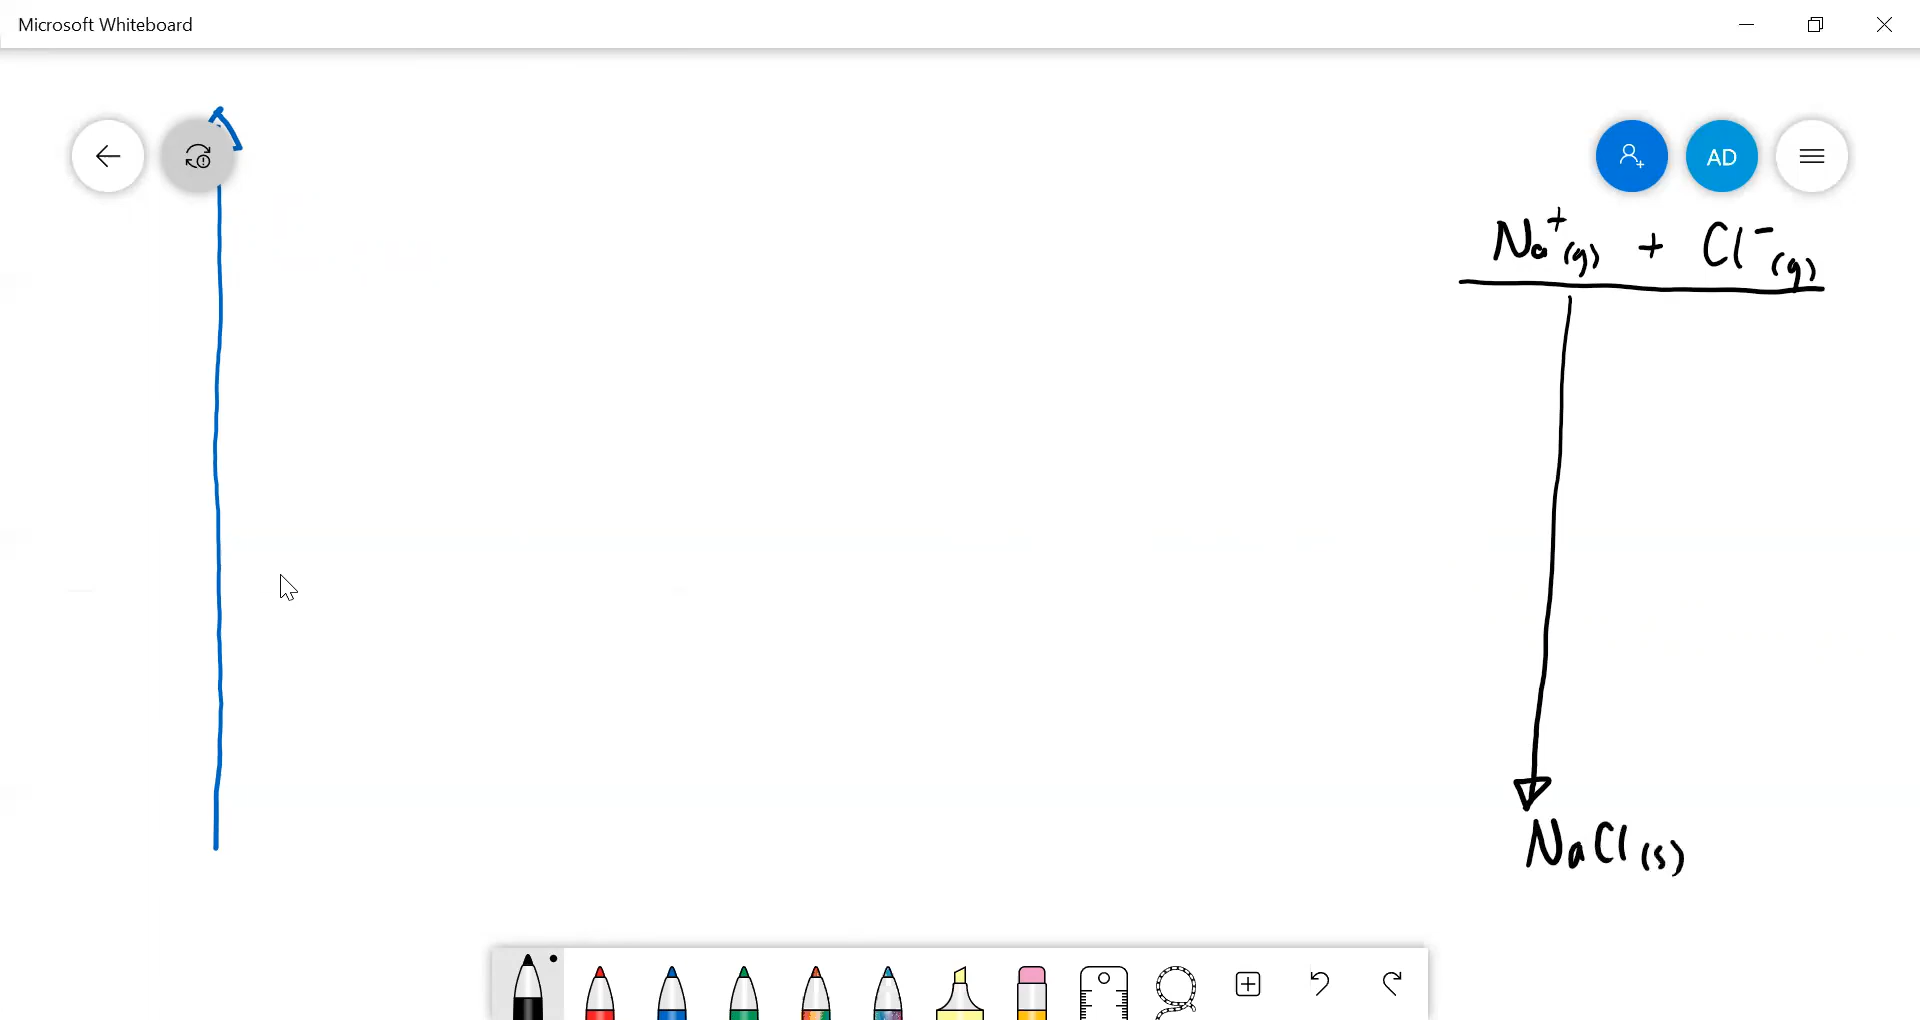 Microsoft Whiteboard
AD
Na⁺(g) + Cl⁻(g)
NaCl(s)